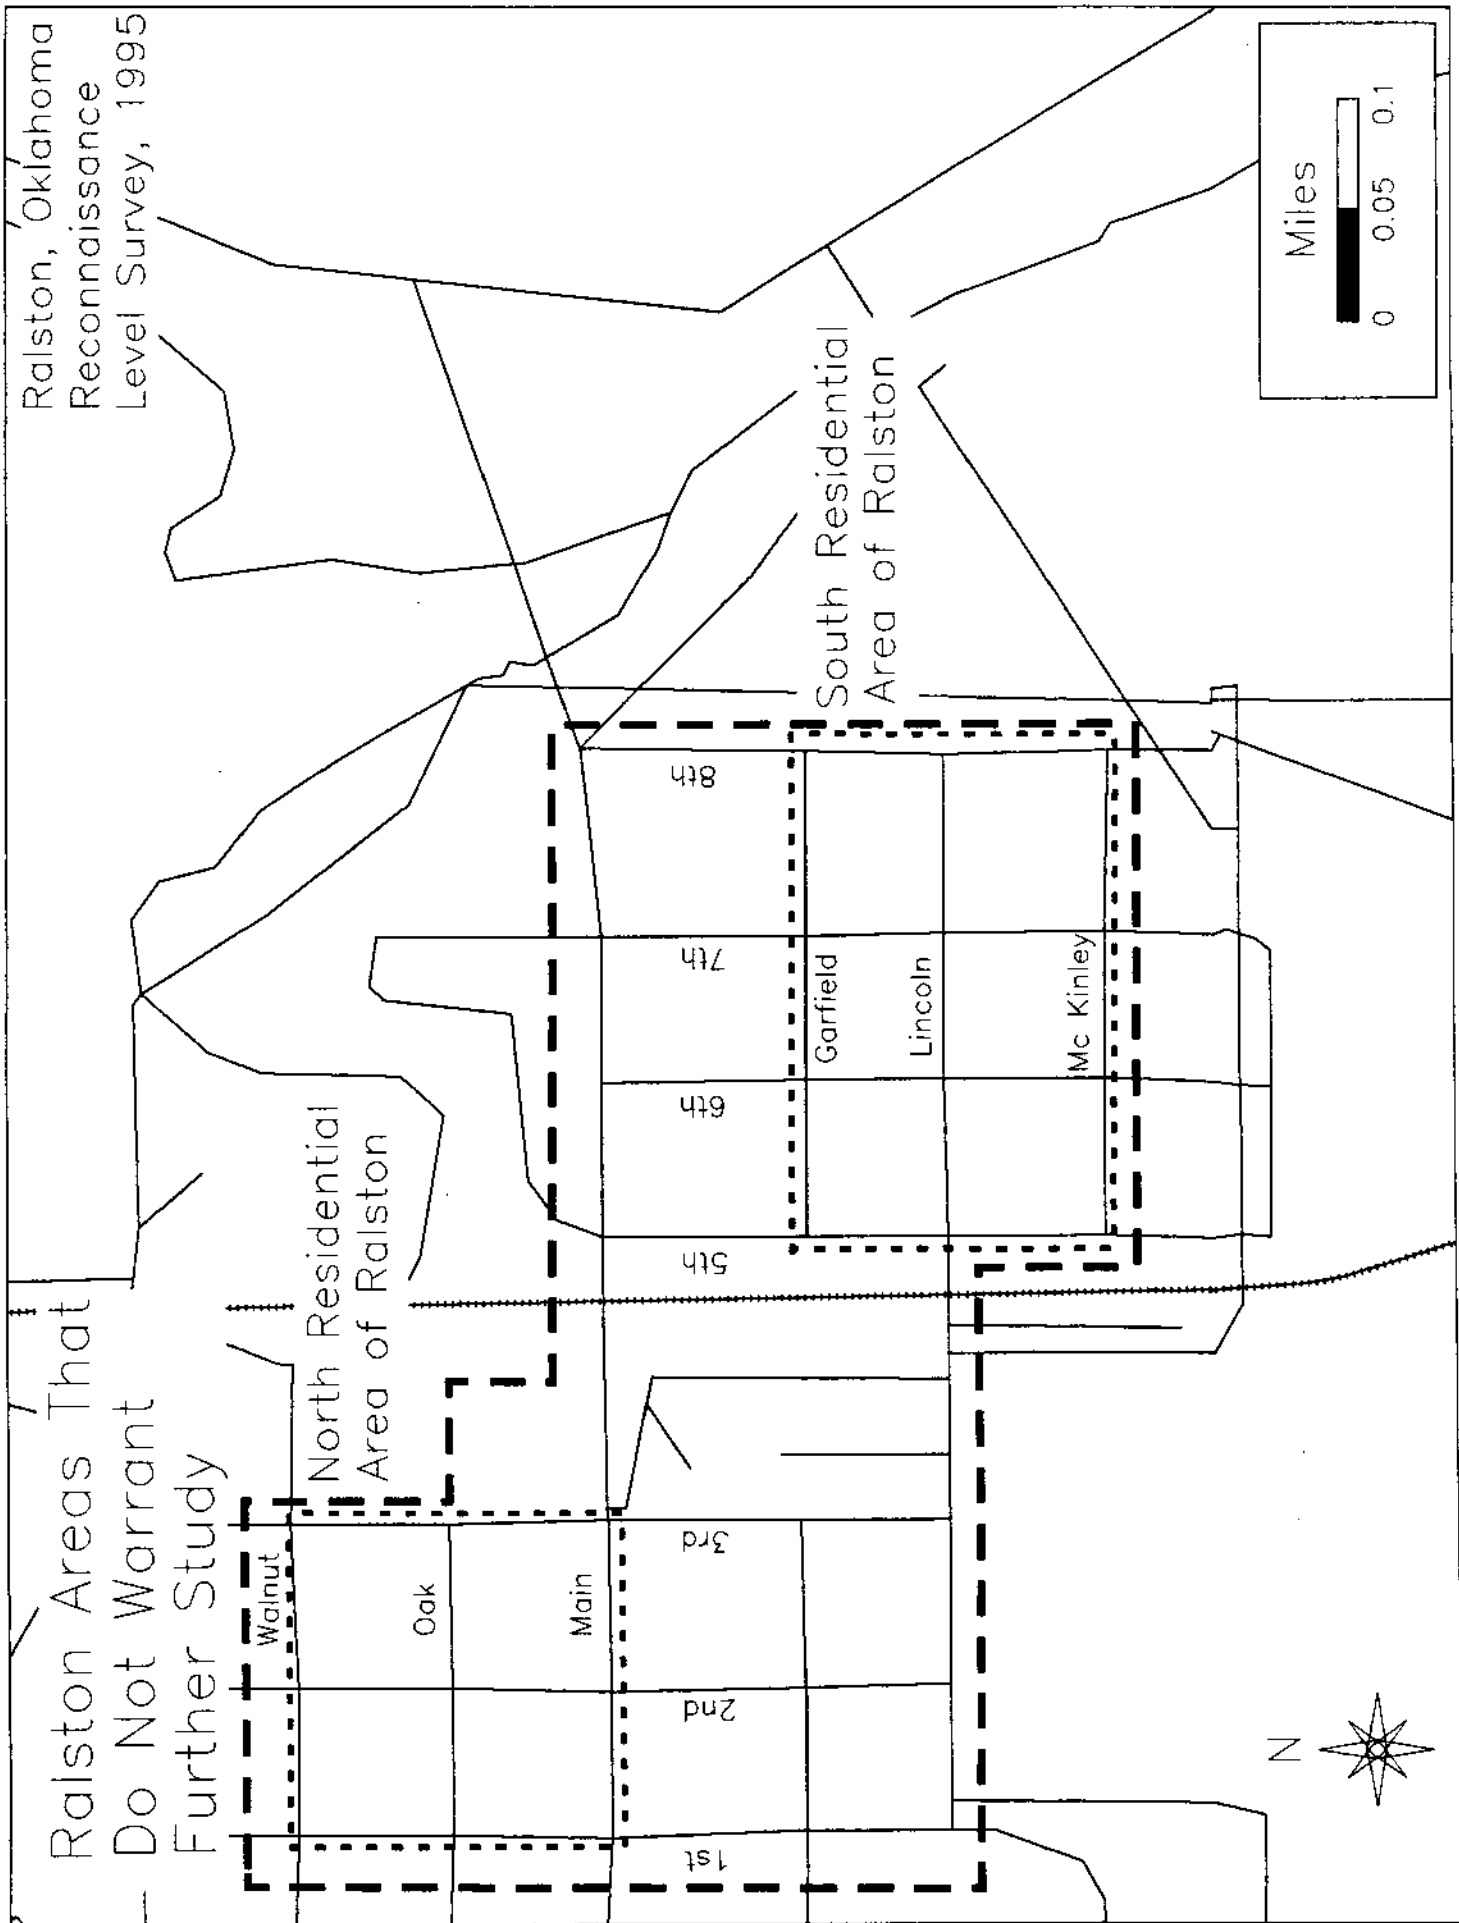 Ralston Areas That
Do Not Warrant
Further Study
Ralston, Oklahoma
Reconnaissance
Level Survey, 1995
North Residential
Area of Ralston
South Residential
Area of Ralston
Walnut
Oak
Main
1st
2nd
3rd
5th
6th
7th
8th
Garfield
Lincoln
Mc Kinley
N
Miles
0 0.05 0.1